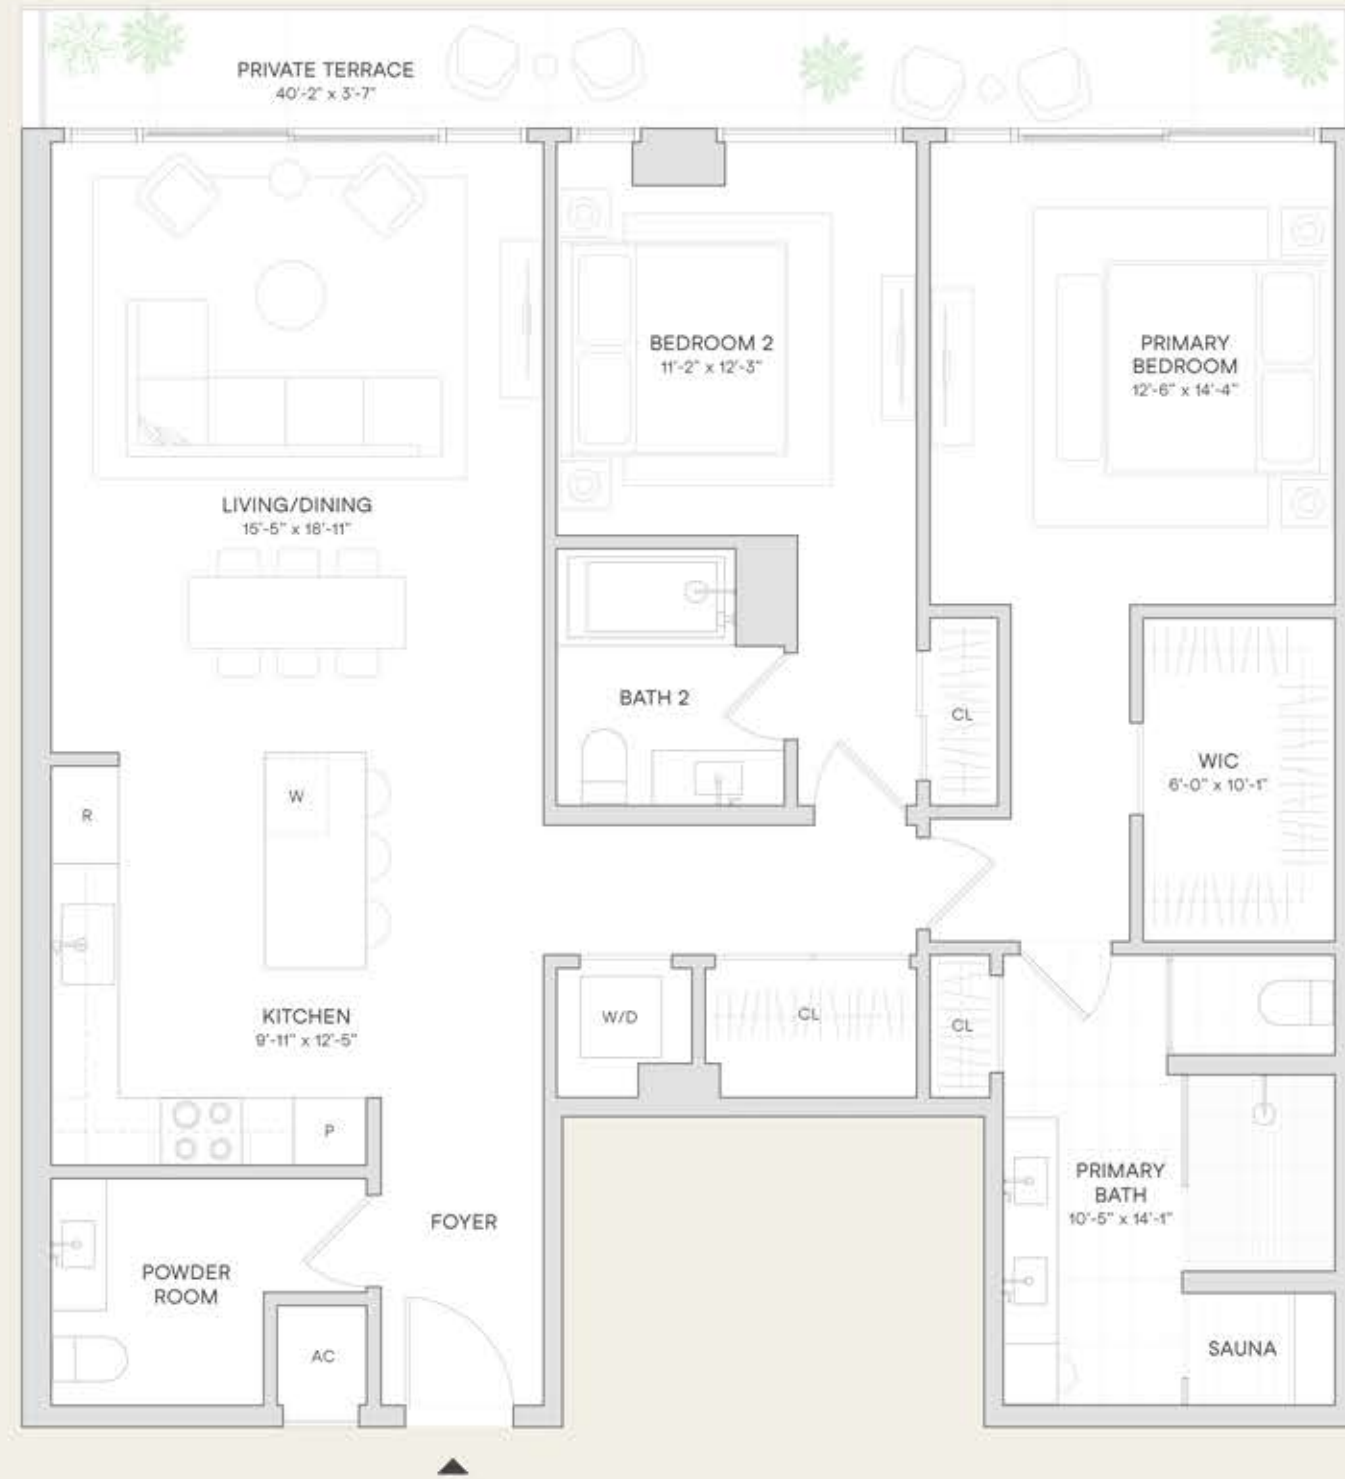 PRIVATE TERRACE
40'-2" x 3'-7"
BEDROOM 2
11'-2" x 12'-3"
PRIMARY
BEDROOM
12'-6" x 14'-4"
LIVING/DINING
15'-5" x 18'-11"
BATH 2
CL
WIC
6'-0" x 10'-1"
W
R
KITCHEN
9'-11" x 12'-5"
W/D
CL
CL
P
PRIMARY
BATH
10'-5" x 14'-1"
FOYER
POWDER
ROOM
AC
SAUNA